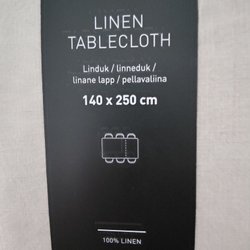 LINEN
TABLECLOTH
Linduk / linneduk /
linane lapp / pellavaliina
140 x 250 cm
100% LINEN